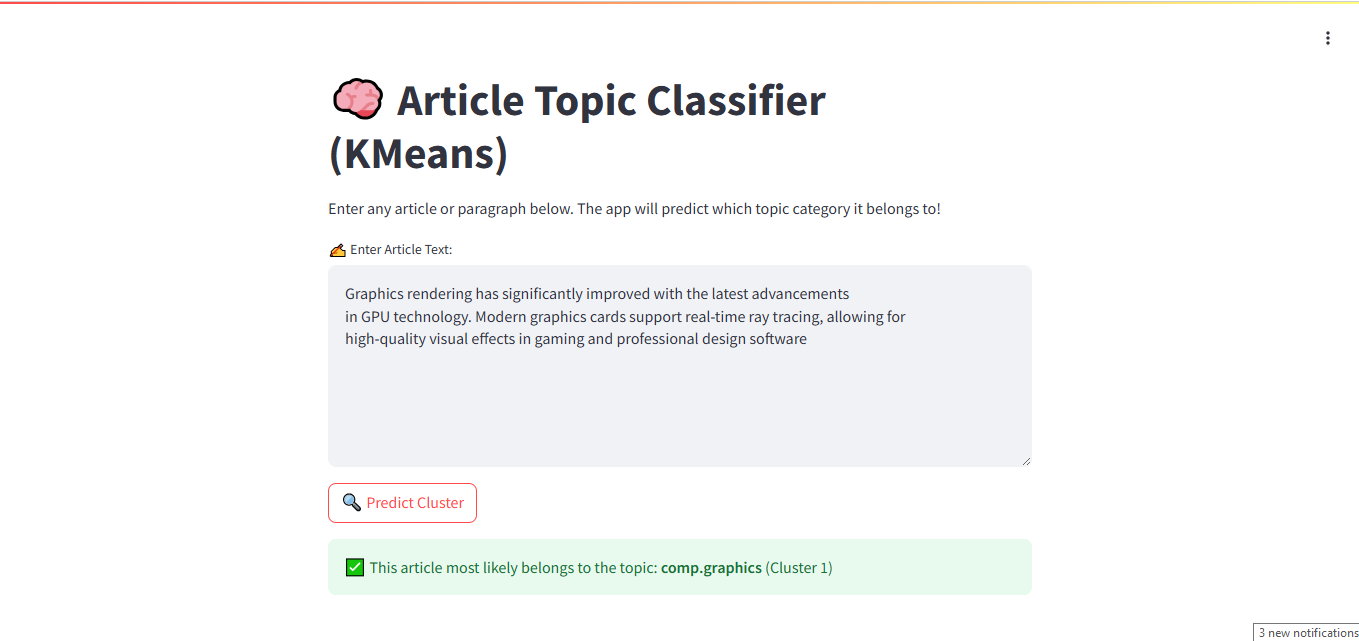 🧠 Article Topic Classifier
(KMeans)
Enter any article or paragraph below. The app will predict which topic category it belongs to!
✍️ Enter Article Text:
Graphics rendering has significantly improved with the latest advancements
in GPU technology. Modern graphics cards support real-time ray tracing, allowing for
high-quality visual effects in gaming and professional design software
🔍 Predict Cluster
✅ This article most likely belongs to the topic: comp.graphics (Cluster 1)
3 new notifications